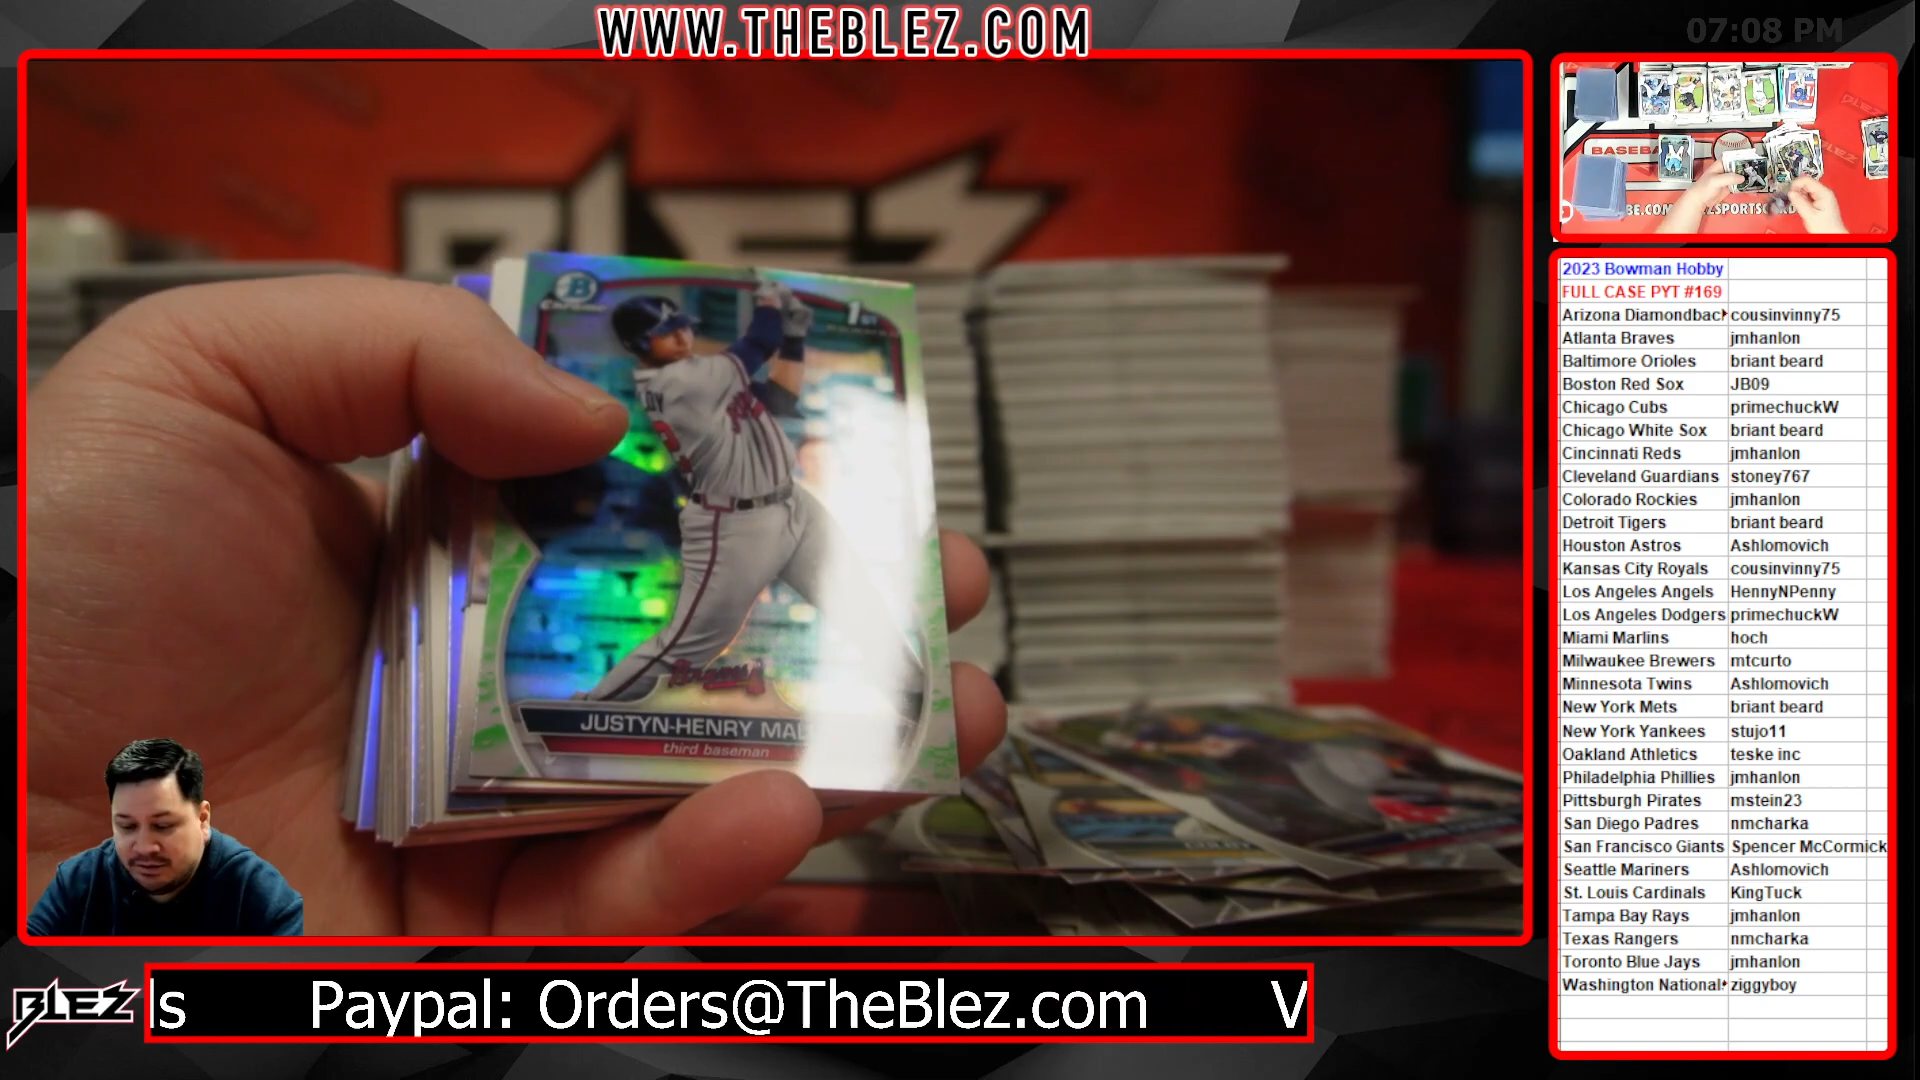 WWW.THEBLEZ.COM
07:08 PM
BLEZ
1ST
JUSTYN-HENRY MAL
third baseman
Braves
BASEBA
2023 Bowman Hobby
FULL CASE PYT #169
Arizona Diamondbac cousinvinny75
Atlanta Braves jmhanlon
Baltimore Orioles briant beard
Boston Red Sox JB09
Chicago Cubs primechuckW
Chicago White Sox briant beard
Cincinnati Reds jmhanlon
Cleveland Guardians stoney767
Colorado Rockies jmhanlon
Detroit Tigers briant beard
Houston Astros Ashlomovich
Kansas City Royals cousinvinny75
Los Angeles Angels HennyNPenny
Los Angeles Dodgers primechuckW
Miami Marlins hoch
Milwaukee Brewers mtcurto
Minnesota Twins Ashlomovich
New York Mets briant beard
New York Yankees stujo11
Oakland Athletics teske inc
Philadelphia Phillies jmhanlon
Pittsburgh Pirates mstein23
San Diego Padres nmcharka
San Francisco Giants Spencer McCormick
Seattle Mariners Ashlomovich
St. Louis Cardinals KingTuck
Tampa Bay Rays jmhanlon
Texas Rangers nmcharka
Toronto Blue Jays jmhanlon
Washington National ziggyboy
BLEZ
ls Paypal: Orders@TheBlez.com V